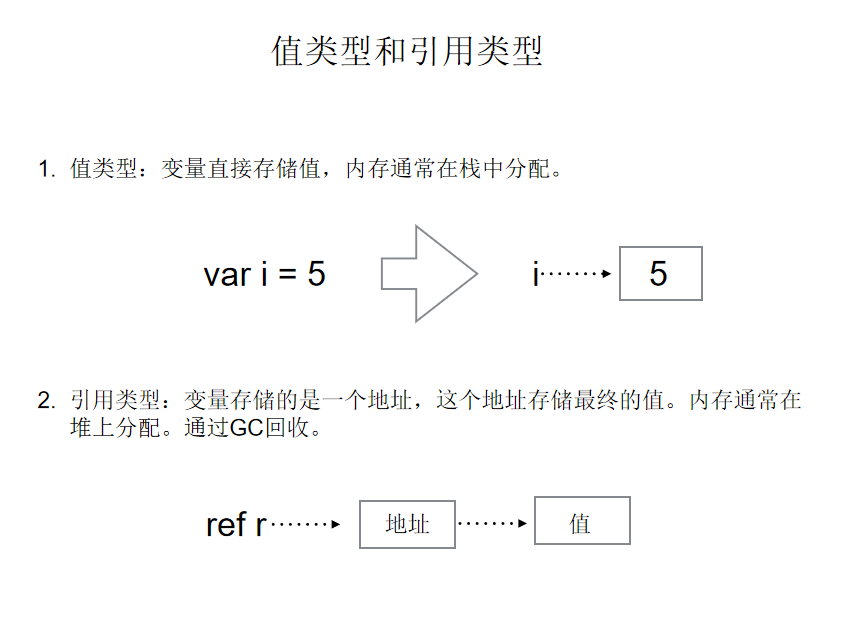 值类型和引用类型
1. 值类型：变量直接存储值，内存通常在栈中分配。
var i = 5
i
5
2. 引用类型：变量存储的是一个地址，这个地址存储最终的值。内存通常在
堆上分配。通过GC回收。
ref r
地址
值